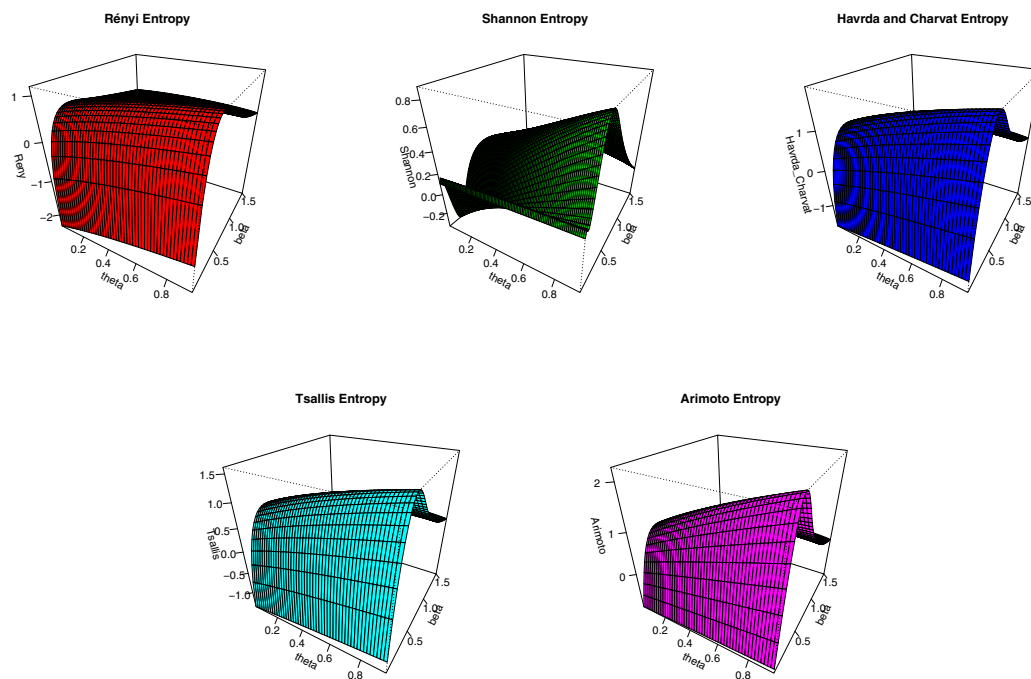 Rényi Entropy
1
0
−1
−2
Reny
0.2
0.4
0.6
0.8
theta
0.5
1.0
1.5
beta
Shannon Entropy
0.8
0.6
0.4
0.2
0.0
−0.2
Shannon
0.2
0.4
0.6
0.8
theta
0.5
1.0
1.5
beta
Havrda and Charvat Entropy
1
0
−1
Havrda_Charvat
0.2
0.4
0.6
0.8
theta
0.5
1.0
1.5
beta
Tsallis Entropy
1.5
1.0
0.5
0.0
−0.5
−1.0
Tsallis
0.2
0.4
0.6
0.8
theta
0.5
1.0
1.5
beta
Arimoto Entropy
2
1
0
Arimoto
0.2
0.4
0.6
0.8
theta
0.5
1.0
1.5
beta